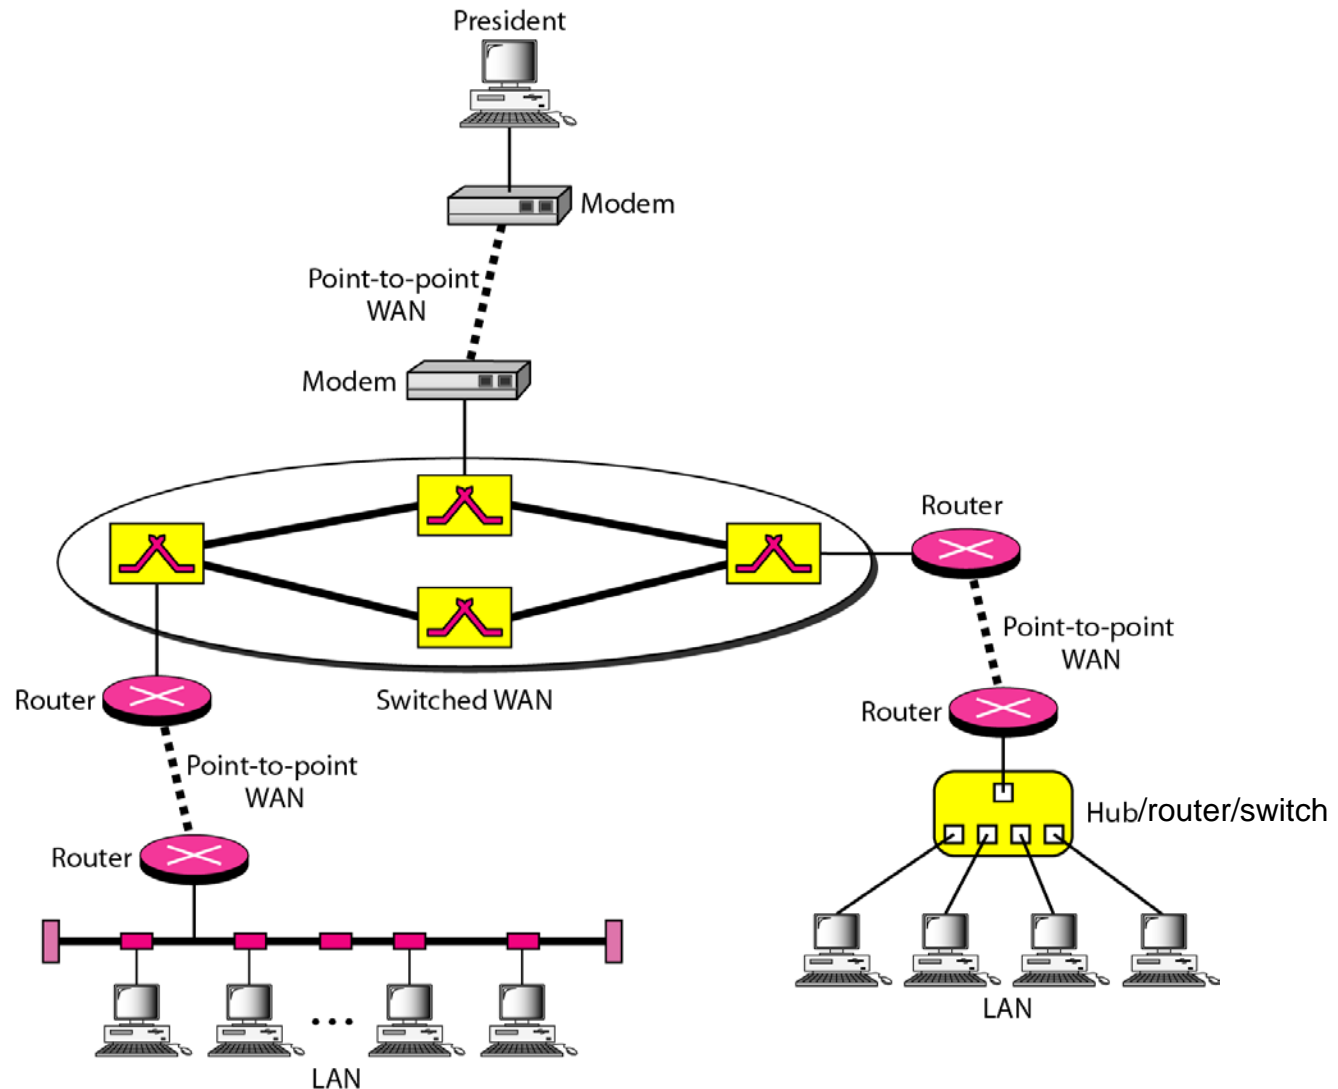 President
Modem
Point-to-point
WAN
Modem
Router
Point-to-point
WAN
Router
Switched WAN
Router
Point-to-point
WAN
Hub/router/switch
Router
LAN
LAN